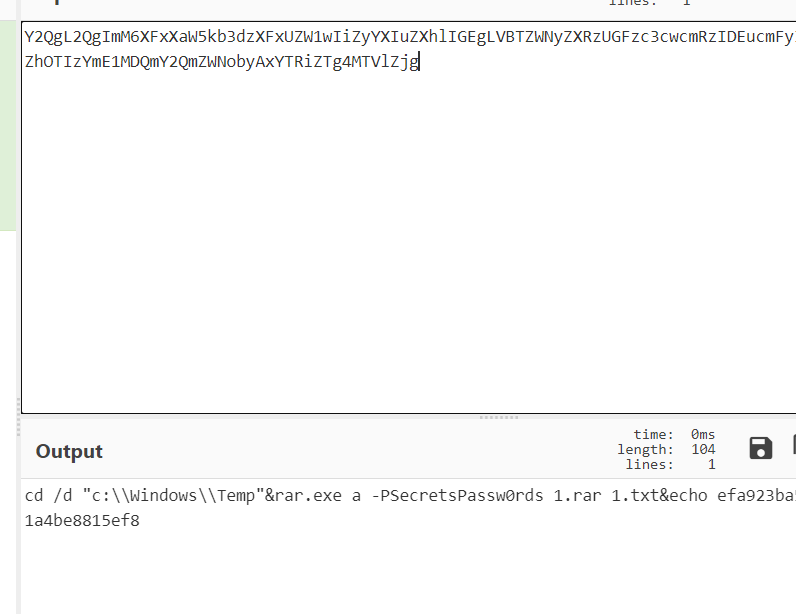 lines: 1
Y2QgL2QgImM6XFxXaW5kb3dzXFxUZW1wIiZyYXIuZXhlIGEgLVBTZWNyZXRzUGFzc3cwcmRzIDEucmFy
ZhOTIzYmE1MDQmY2QmZWNobyAxYTRiZTg4MTVlZjg
Output
time: 0ms
length: 104
lines: 1
cd /d "c:\\Windows\\Temp"&rar.exe a -PSecretsPassw0rds 1.rar 1.txt&echo efa923ba
1a4be8815ef8